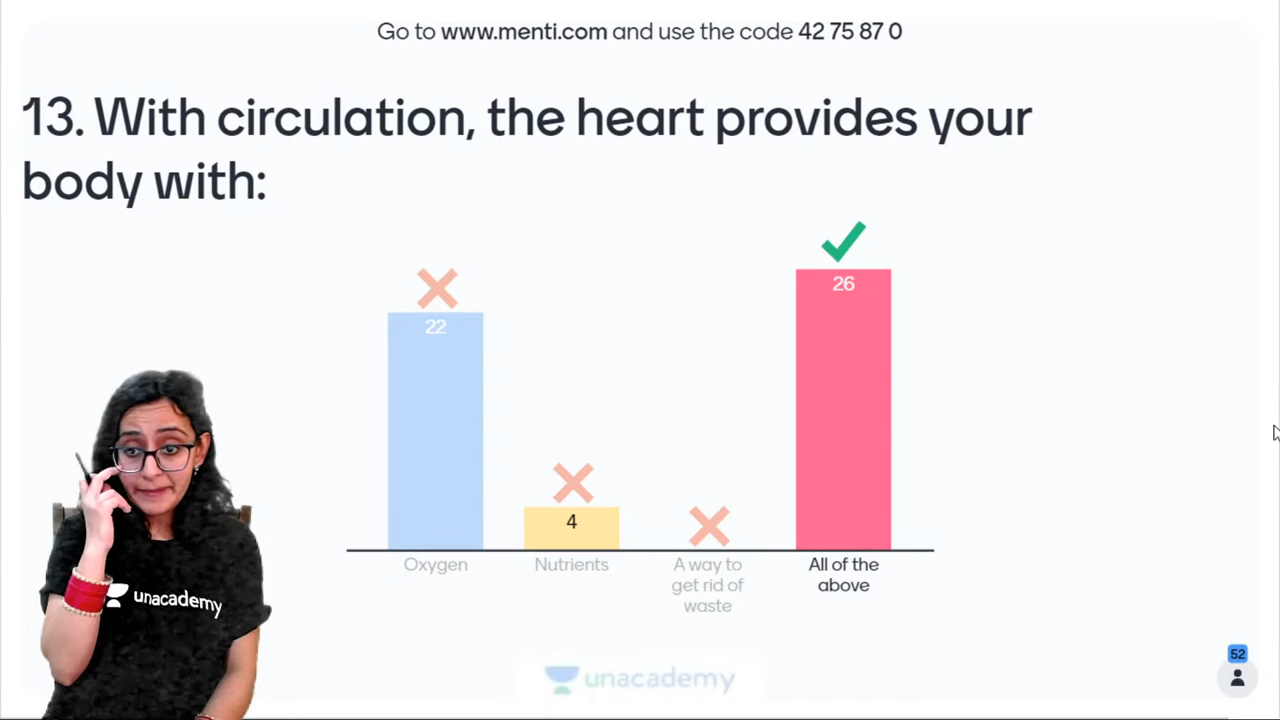 Go to www.menti.com and use the code 42 75 87 0
13. With circulation, the heart provides your
body with:
26
22
4
Oxygen
Nutrients
A way to
get rid of
waste
All of the
above
unacademy
unacademy
52